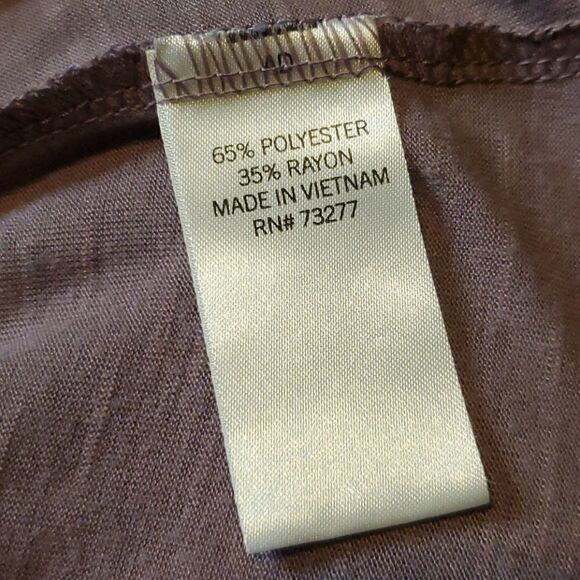 65% POLYESTER
35% RAYON
MADE IN VIETNAM
RN# 73277